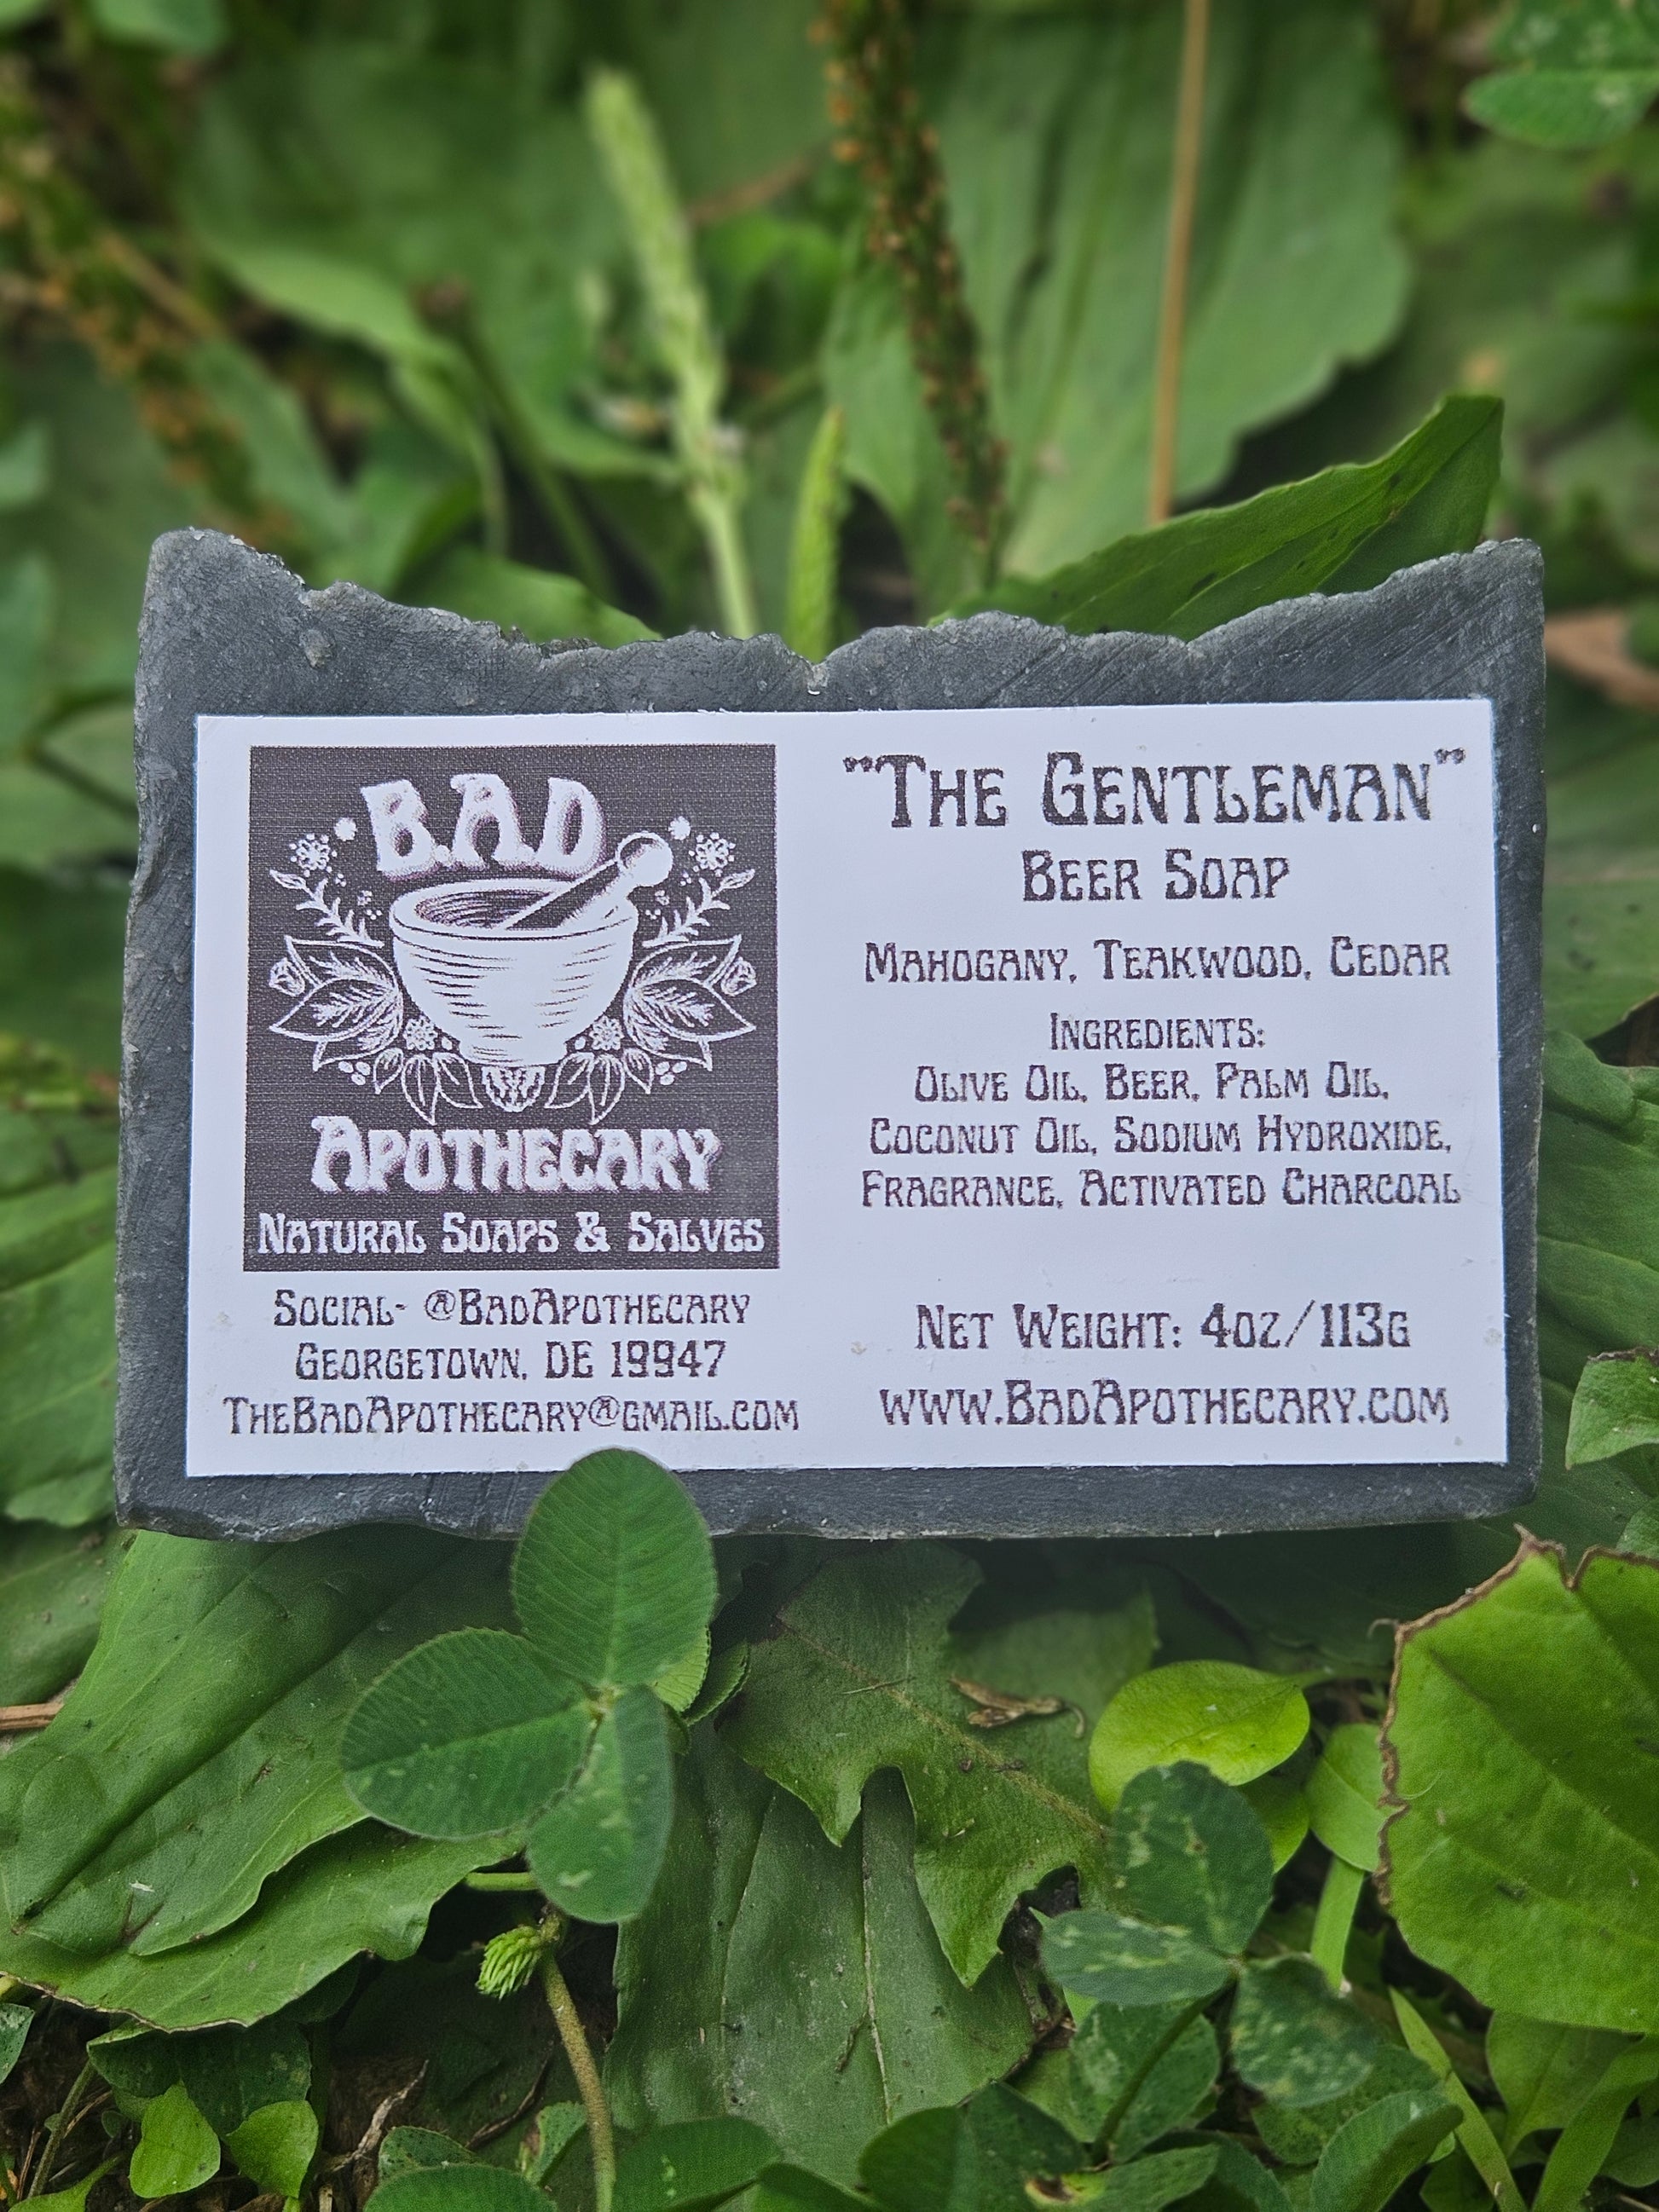 BAD
APOTHECARY
NATURAL SOAPS & SALVES
SOCIAL- @BADAPOTHECARY
GEORGETOWN, DE 19947
THEBADAPOTHECARY@GMAIL.COM
"THE GENTLEMAN"
BEER SOAP
MAHOGANY, TEAKWOOD, CEDAR
INGREDIENTS:
OLIVE OIL, BEER, PALM OIL,
COCONUT OIL, SODIUM HYDROXIDE,
FRAGRANCE, ACTIVATED CHARCOAL
NET WEIGHT: 4OZ/113G
WWW.BADAPOTHECARY.COM